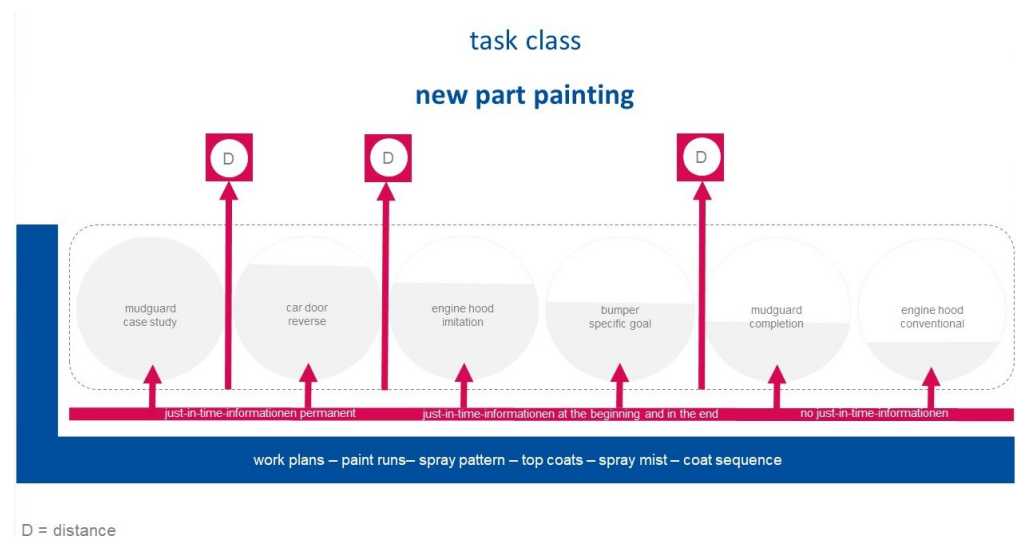 task class
new part painting
D
D
D
mudguard
case study
car door
reverse
engine hood
imitation
bumper
specific goal
mudguard
completion
engine hood
conventional
just-in-time-informationen permanent
just-in-time-informationen at the beginning and in the end
no just-in-time-informationen
work plans – paint runs– spray pattern – top coats – spray mist – coat sequence
D = distance